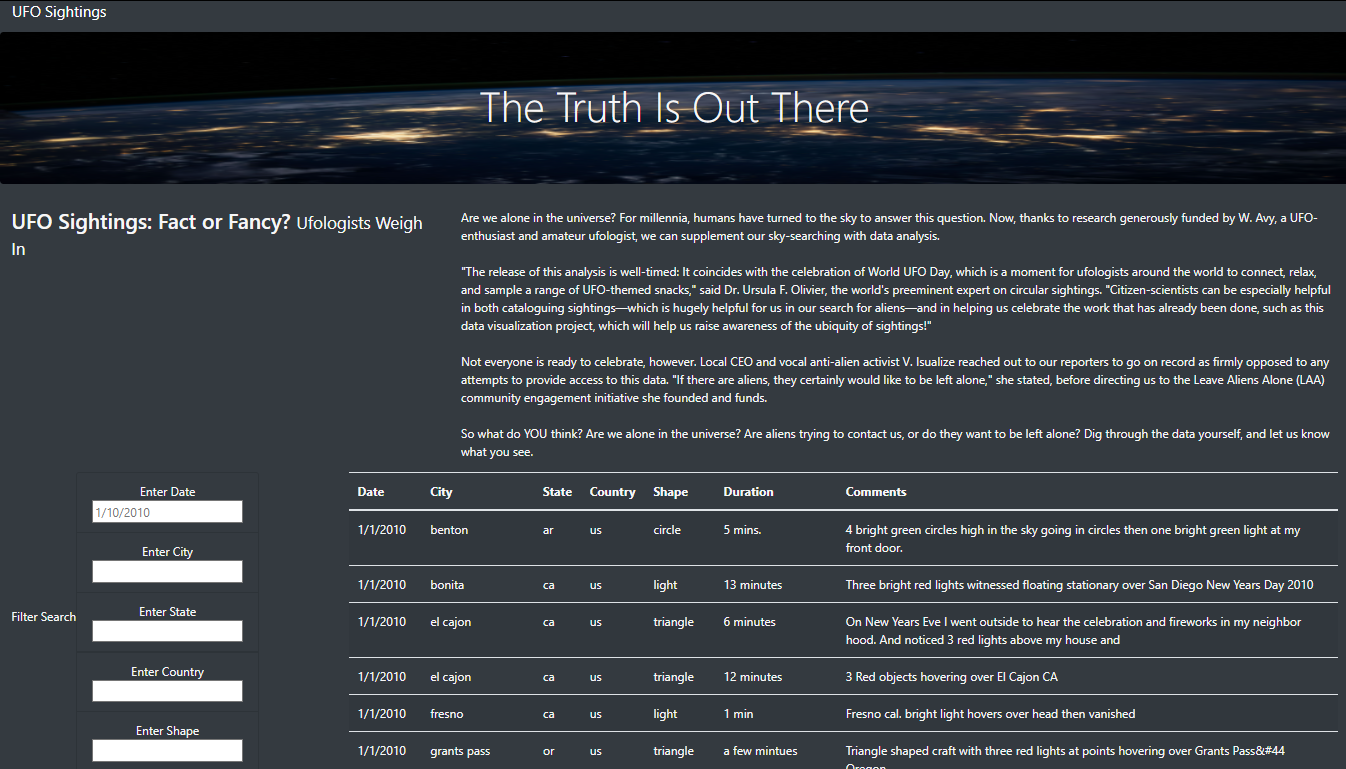 UFO Sightings
The Truth Is Out There
UFO Sightings: Fact or Fancy? Ufologists Weigh
In
Are we alone in the universe? For millennia, humans have turned to the sky to answer this question. Now, thanks to research generously funded by W. Avy, a UFO-
enthusiast and amateur ufologist, we can supplement our sky-searching with data analysis.
"The release of this analysis is well-timed: It coincides with the celebration of World UFO Day, which is a moment for ufologists around the world to connect, relax,
and sample a range of UFO-themed snacks," said Dr. Ursula F. Olivier, the world's preeminent expert on circular sightings. "Citizen-scientists can be especially helpful
in both cataloguing sightings—which is hugely helpful for us in our search for aliens—and in helping us celebrate the work that has already been done, such as this
data visualization project, which will help us raise awareness of the ubiquity of sightings!"
Not everyone is ready to celebrate, however. Local CEO and vocal anti-alien activist V. Isualize reached out to our reporters to go on record as firmly opposed to any
attempts to provide access to this data. "If there are aliens, they certainly would like to be left alone," she stated, before directing us to the Leave Aliens Alone (LAA)
community engagement initiative she founded and funds.
So what do YOU think? Are we alone in the universe? Are aliens trying to contact us, or do they want to be left alone? Dig through the data yourself, and let us know
what you see.
Filter Search
Enter Date
1/10/2010
Enter City
Enter State
Enter Country
Enter Shape
Date City State Country Shape Duration Comments
1/1/2010 benton ar us circle 5 mins. 4 bright green circles high in the sky going in circles then one bright green light at my
front door.
1/1/2010 bonita ca us light 13 minutes Three bright red lights witnessed floating stationary over San Diego New Years Day 2010
1/1/2010 el cajon ca us triangle 6 minutes On New Years Eve I went outside to hear the celebration and fireworks in my neighbor
hood. And noticed 3 red lights above my house and
1/1/2010 el cajon ca us triangle 12 minutes 3 Red objects hovering over El Cajon CA
1/1/2010 fresno ca us light 1 min Fresno cal. bright light hovers over head then vanished
1/1/2010 grants pass or us triangle a few mintues Triangle shaped craft with three red lights at points hovering over Grants Pass&#44
Oregon